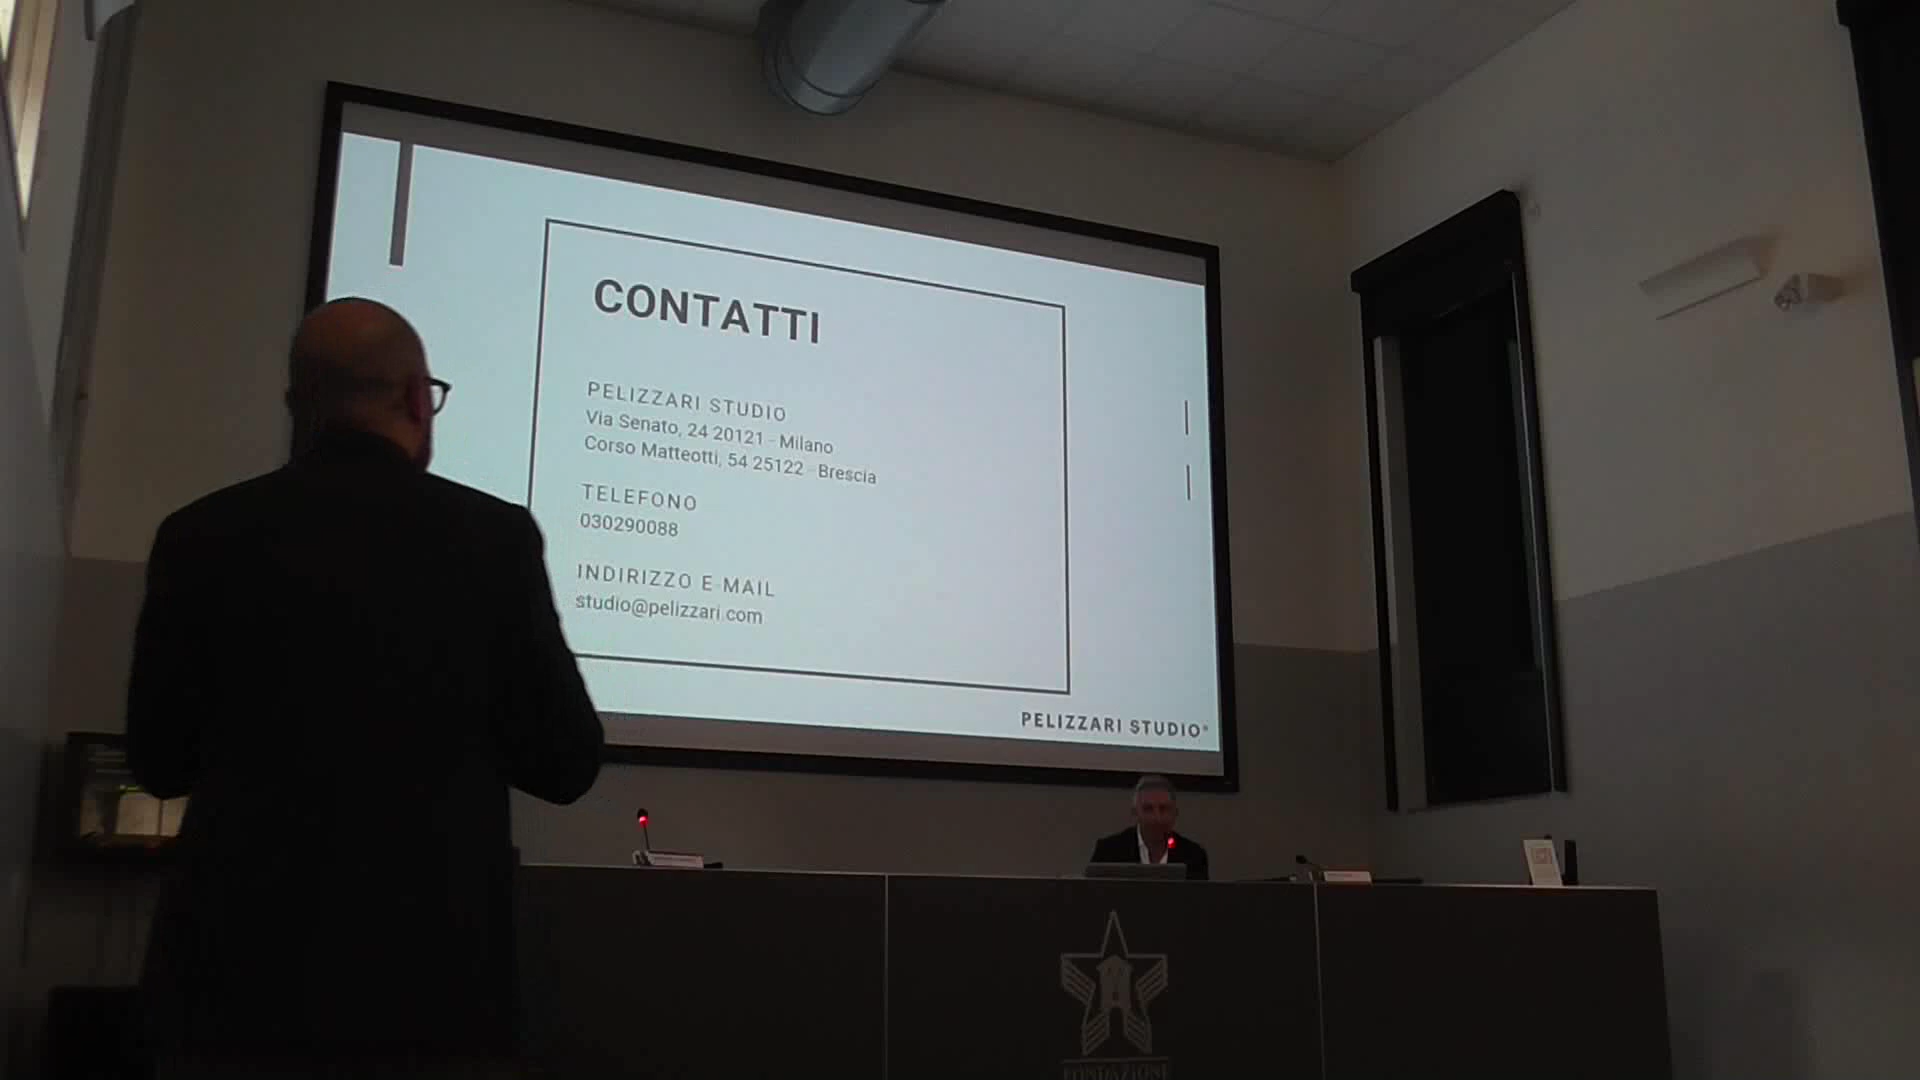 CONTATTI
PELIZZARI STUDIO
Via Senato, 24 20121 - Milano
Corso Matteotti, 54 25122 - Brescia
TELEFONO
030290088
INDIRIZZO E-MAIL
studio@pelizzari.com
PELIZZARI STUDIO®
FONDAZIONE